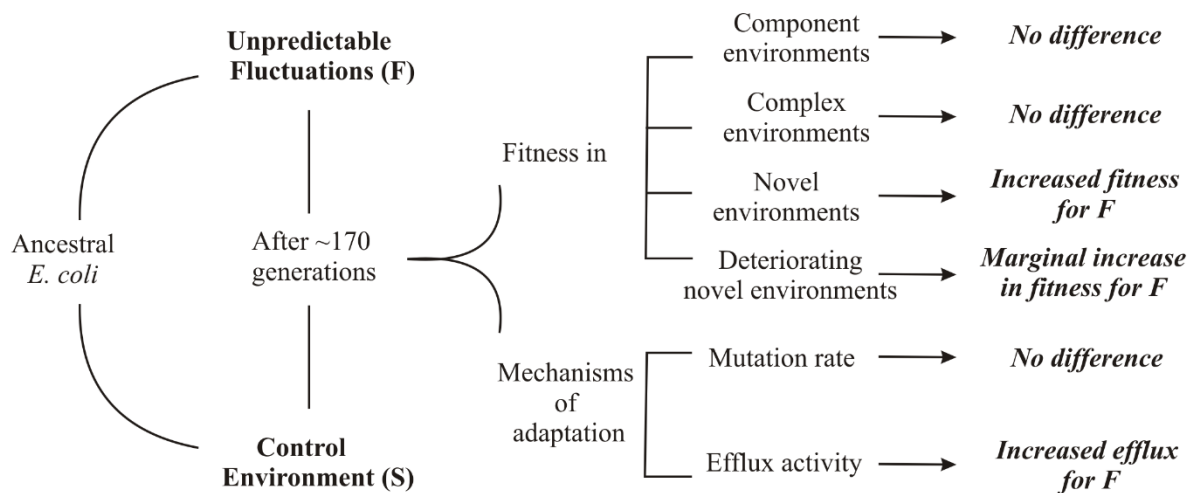 Unpredictable
Fluctuations (F)
Ancestral
E. coli
After ~170
generations
Control
Environment (S)
Fitness in
Component
environments
No difference
Complex
environments
No difference
Novel
environments
Increased fitness
for F
Deteriorating
novel environments
Marginal increase
in fitness for F
Mechanisms
of
adaptation
Mutation rate
No difference
Efflux activity
Increased efflux
for F